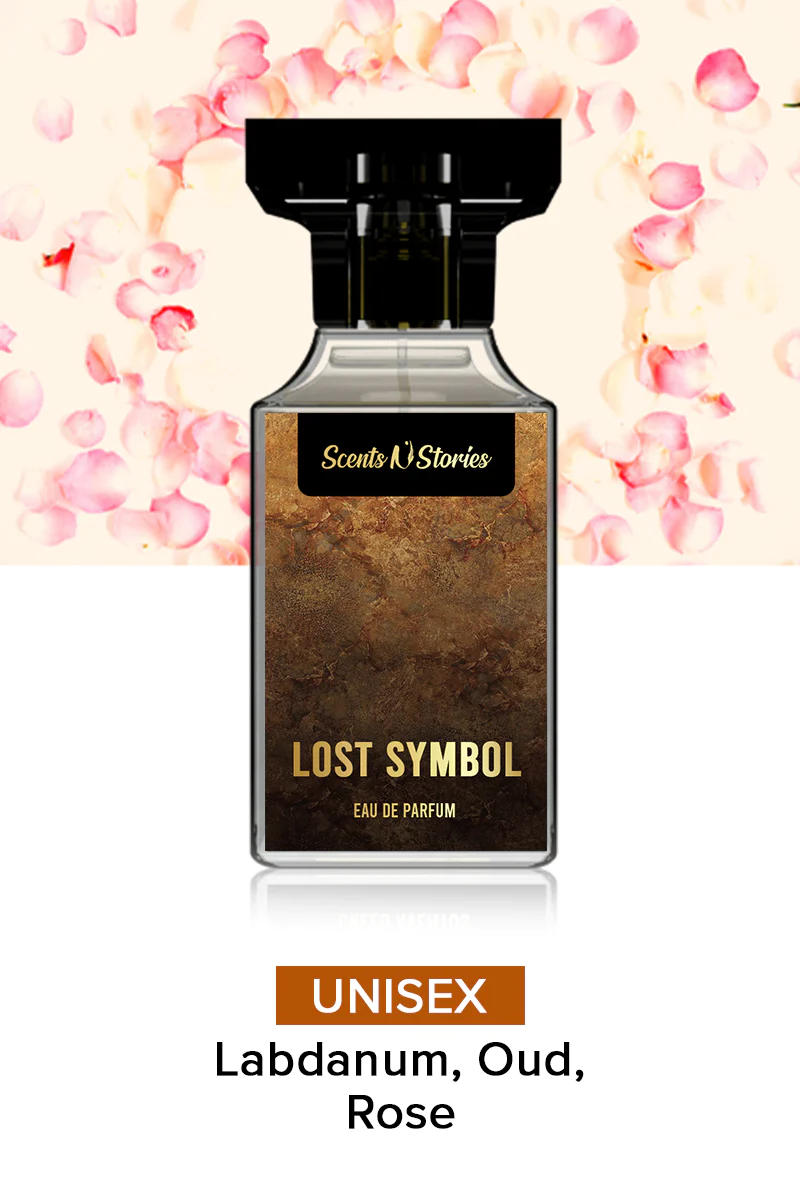 Scents N Stories
LOST SYMBOL
EAU DE PARFUM
UNISEX
Labdanum, Oud,
Rose